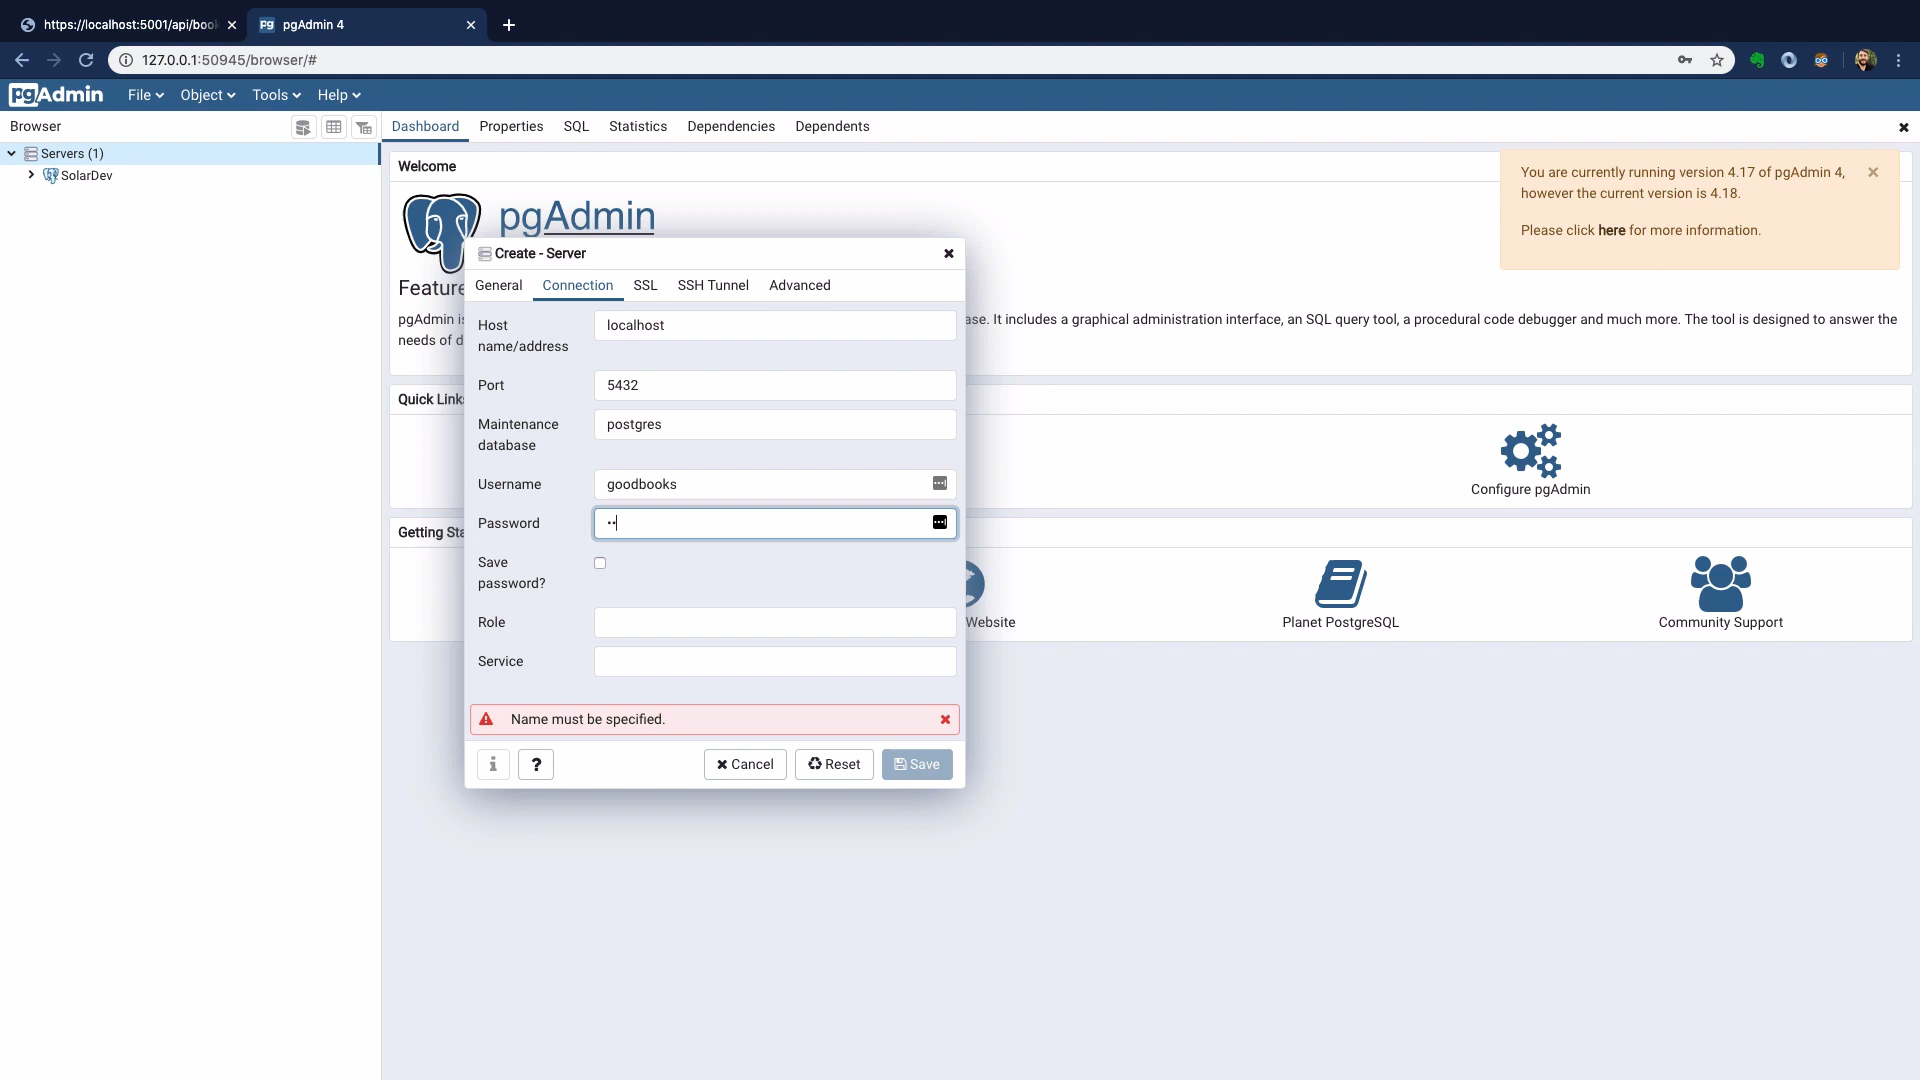 https://localhost:5001/api/boo
pgAdmin 4
127.0.0.1:50945/browser/#
pgAdmin
File
Object
Tools
Help
Browser
Dashboard
Properties
SQL
Statistics
Dependencies
Dependents
Servers (1)
SolarDev
Welcome
You are currently running version 4.17 of pgAdmin 4,
however the current version is 4.18.
Please click here for more information.
pgAdmin
Create - Server
General
Connection
SSL
SSH Tunnel
Advanced
Feature
pgAdmin is
ase. It includes a graphical administration interface, an SQL query tool, a procedural code debugger and much more. The tool is designed to answer the
needs of d
Host
name/address
localhost
Port
5432
Quick Links
Maintenance
database
postgres
Configure pgAdmin
Username
goodbooks
Password
••
Getting Sta
Save
password?
Role
Website
Planet PostgreSQL
Community Support
Service
Name must be specified.
i
?
Cancel
Reset
Save